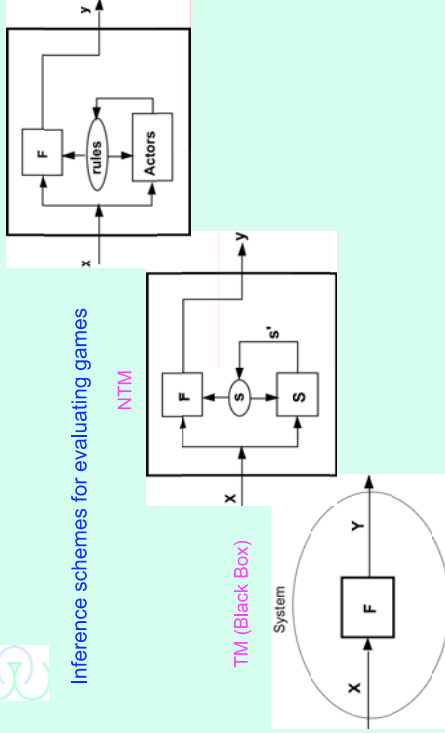 Inference schemes for evaluating games
TM (Black Box)
System
X
F
Y
NTM
X
F
s
S
s'
y
x
F
rules
Actors
y